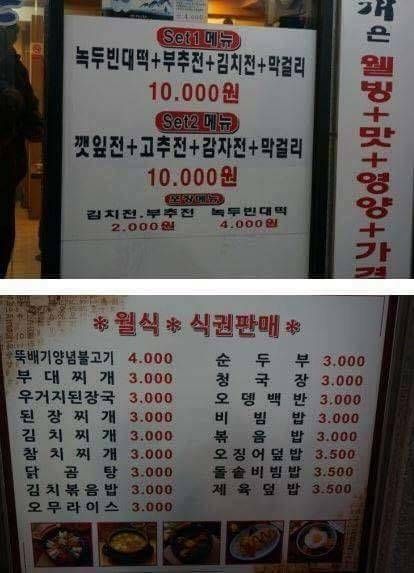 4.000
Set1 메뉴
녹두빈대떡+부추전+김치전+막걸리
10.000원
Set2 메뉴
깻잎전+고추전+감자전+막걸리
10.000원
포장메뉴
김치전.부추전 녹두빈대떡
2.000원 4.000원
은 웰빙+맛+영양+가격
*월식*식권판매*
뚝배기양념불고기 4.000
부대찌개 3.000
우거지된장국 3.000
된장찌개 3.000
김치찌개 3.000
참치찌개 3.000
닭곰탕 3.000
김치볶음밥 3.000
오무라이스 3.000
순두부 3.000
청국장 3.000
오뎅백반 3.000
비빔밥 3.000
볶음밥 3.000
오징어덮밥 3.500
돌솥비빔밥 3.500
제육덮밥 3.500